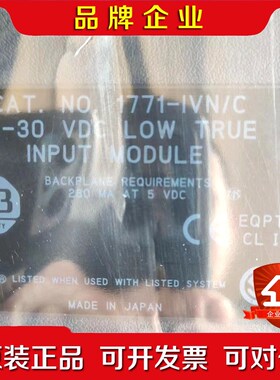 品牌企业
CAT. NO. 1771-IVN/C
-30 VDC LOW TRUE
INPUT MODULE
BACKPLANE REQUIREMENTS
280 MA AT 5 VDC
CE EQPT
CL I
® LISTED WHEN USED WITH LISTED SYSTEM
MADE IN JAPAN
装正品 可开发票 可对